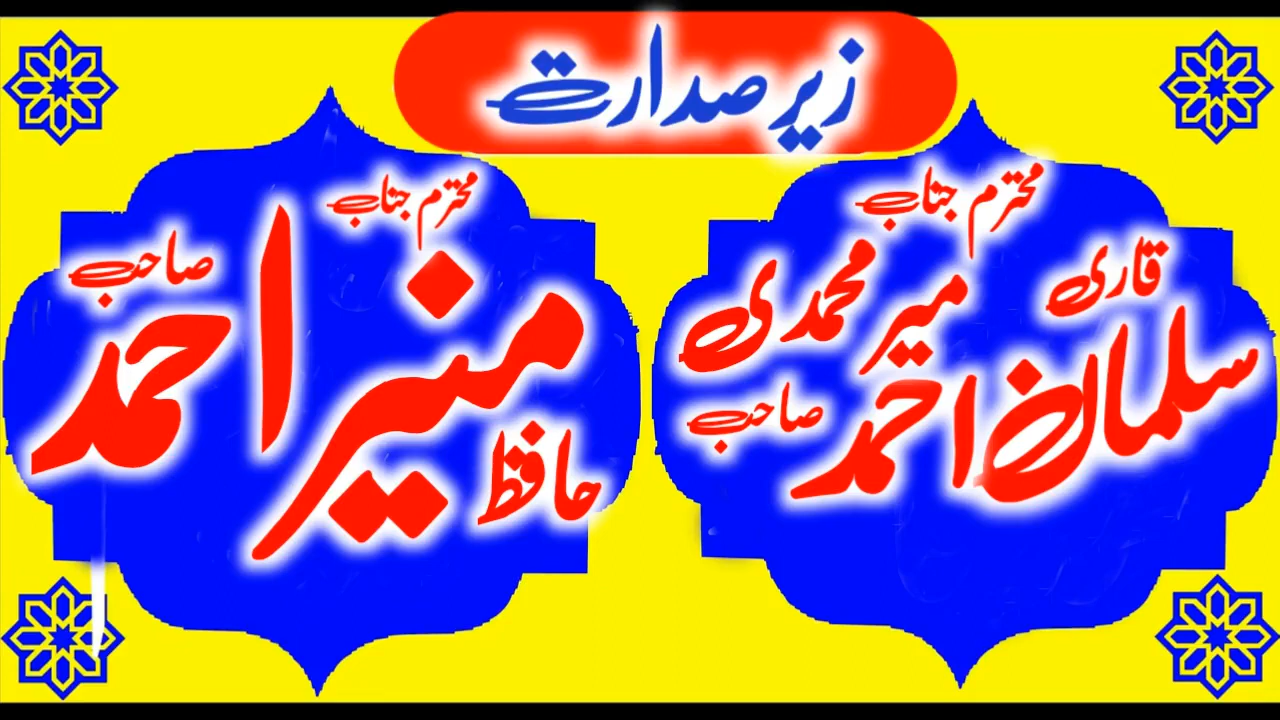 زیر صدارت
محترم جناب
قاری سلمان احمد میر محمدی صاحب
محترم جناب
حافظ منیر احمد صاحب